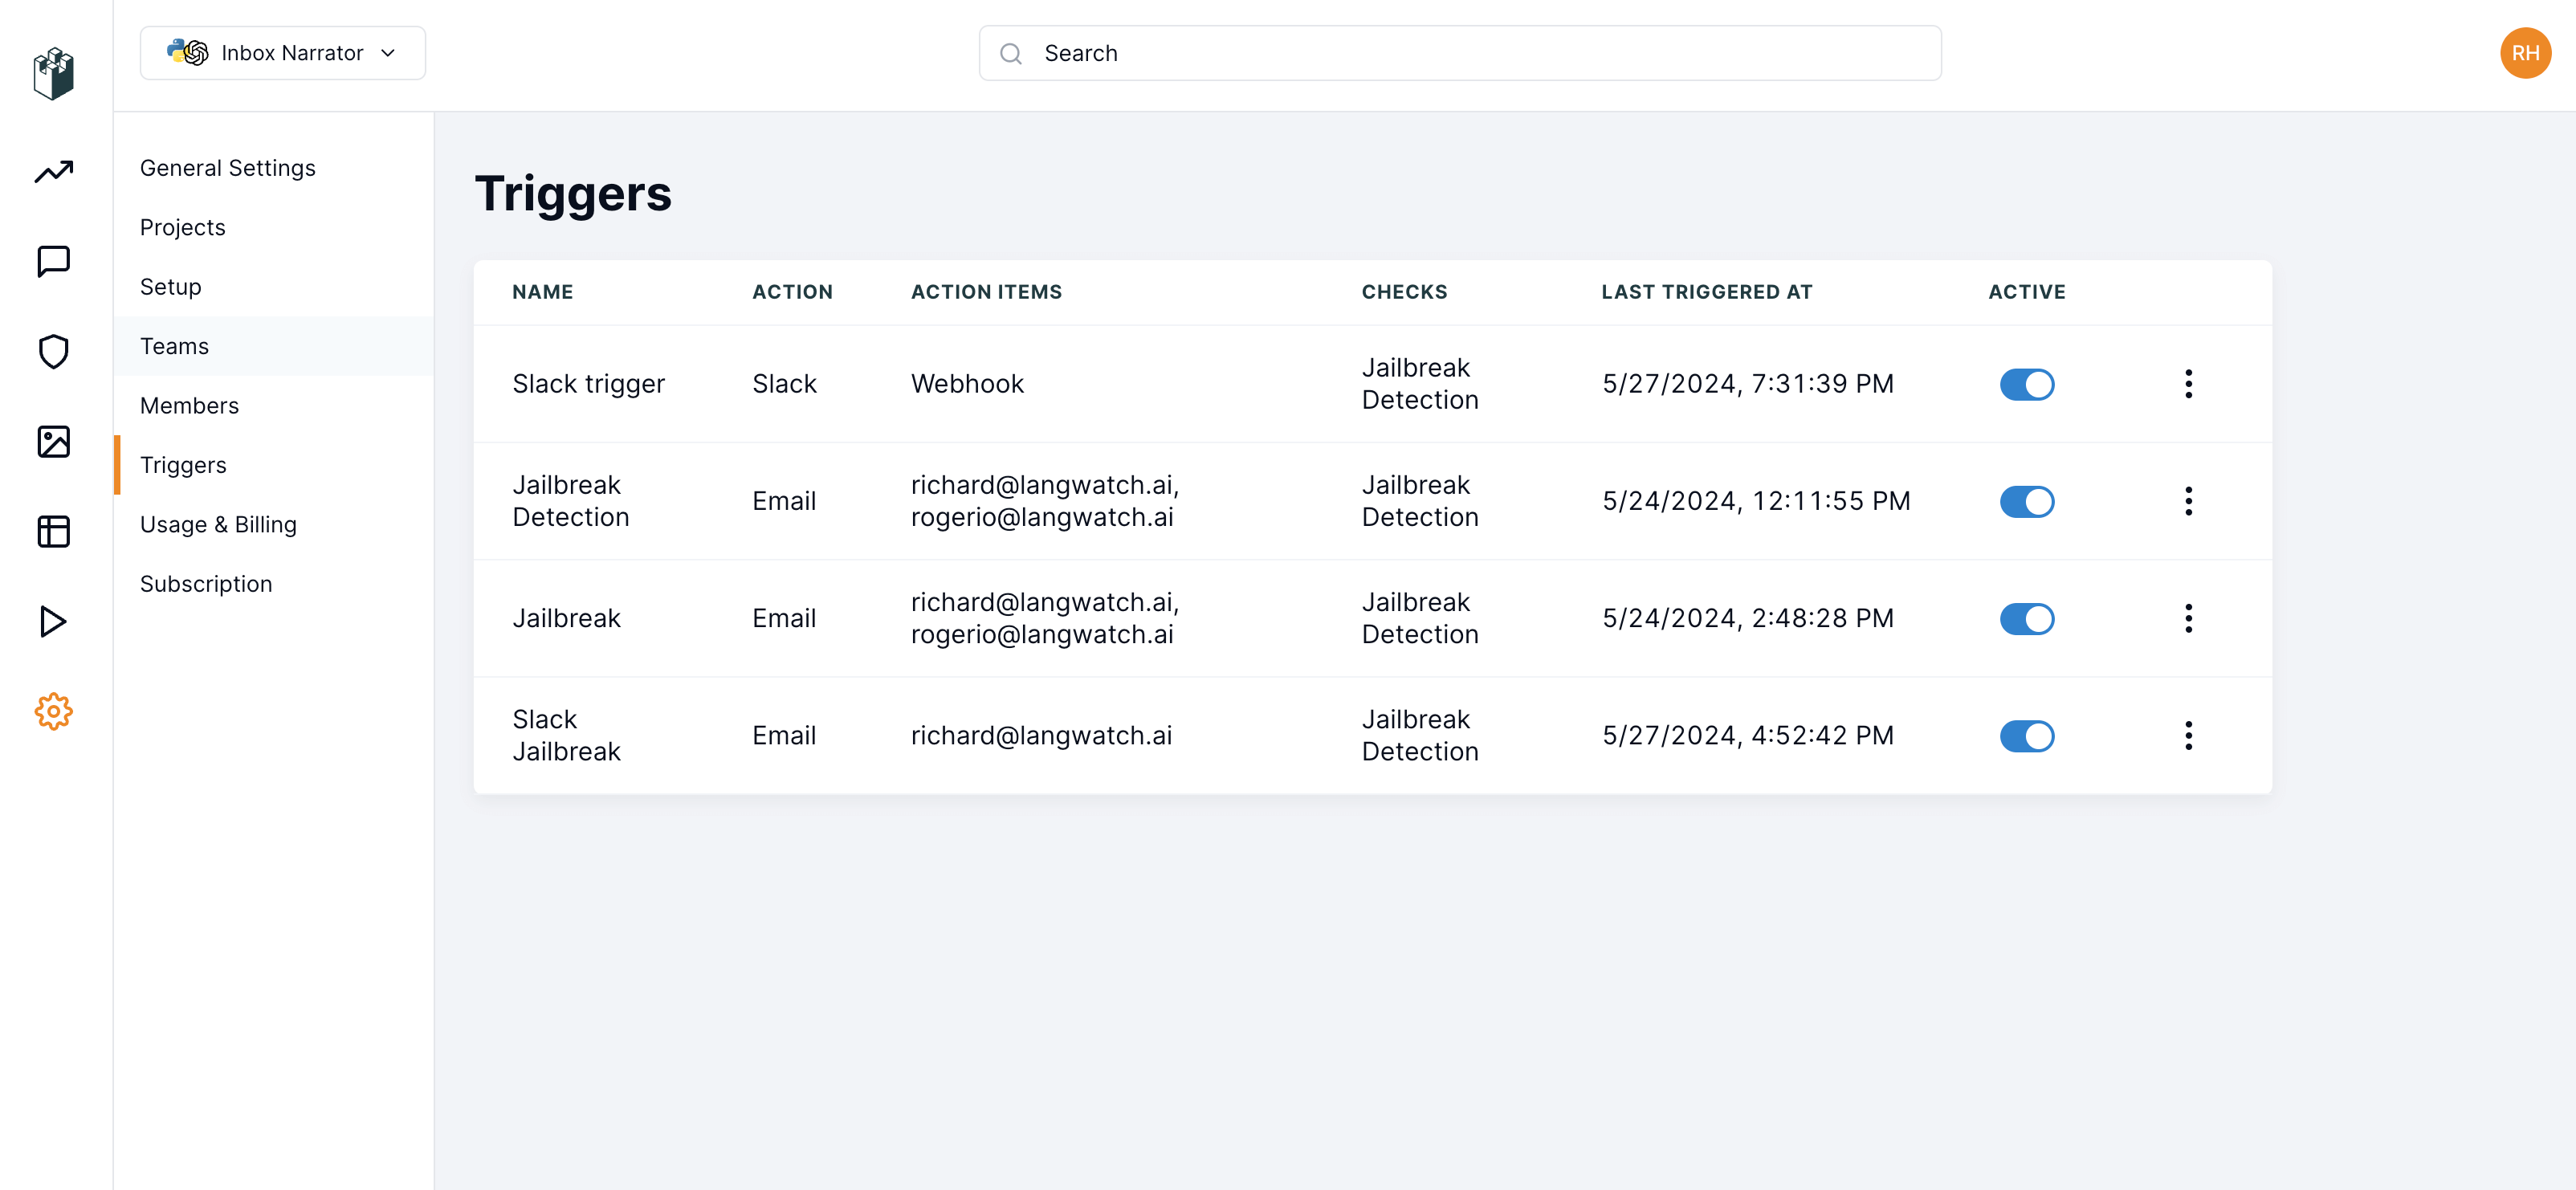 Inbox Narrator
Search
RH
General Settings
Projects
Setup
Teams
Members
Triggers
Usage & Billing
Subscription
Triggers
NAME ACTION ACTION ITEMS CHECKS LAST TRIGGERED AT ACTIVE
Slack trigger Slack Webhook Jailbreak
Detection 5/27/2024, 7:31:39 PM
Jailbreak
Detection Email richard@langwatch.ai,
rogerio@langwatch.ai Jailbreak
Detection 5/24/2024, 12:11:55 PM
Jailbreak Email richard@langwatch.ai,
rogerio@langwatch.ai Jailbreak
Detection 5/24/2024, 2:48:28 PM
Slack
Jailbreak Email richard@langwatch.ai Jailbreak
Detection 5/27/2024, 4:52:42 PM